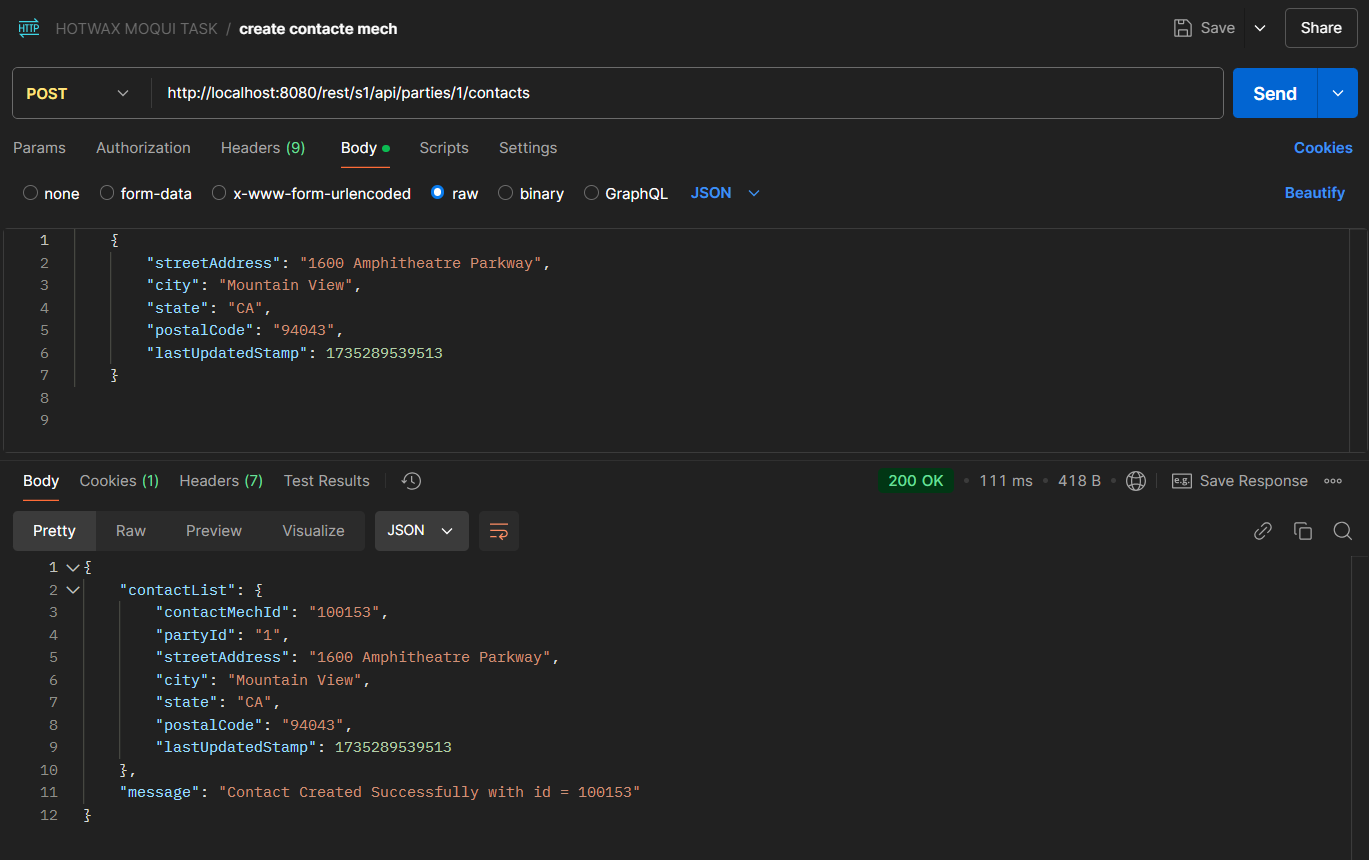 HTTP HOTWAX MOQUI TASK / create contacte mech Save Share
POST http://localhost:8080/rest/s1/api/parties/1/contacts Send
Params Authorization Headers (9) Body Scripts Settings Cookies
none form-data x-www-form-urlencoded raw binary GraphQL JSON Beautify
1 {
2 "streetAddress": "1600 Amphitheatre Parkway",
3 "city": "Mountain View",
4 "state": "CA",
5 "postalCode": "94043",
6 "lastUpdatedStamp": 1735289539513
7 }
8
9
Body Cookies (1) Headers (7) Test Results 200 OK • 111 ms • 418 B • e.g. Save Response
Pretty Raw Preview Visualize JSON
1 {
2 "contactList": {
3 "contactMechId": "100153",
4 "partyId": "1",
5 "streetAddress": "1600 Amphitheatre Parkway",
6 "city": "Mountain View",
7 "state": "CA",
8 "postalCode": "94043",
9 "lastUpdatedStamp": 1735289539513
10 },
11 "message": "Contact Created Successfully with id = 100153"
12 }